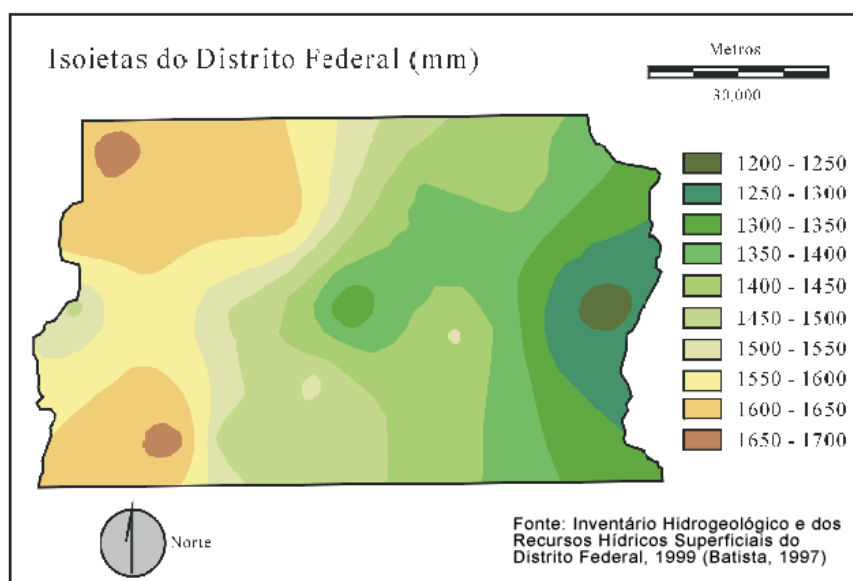 Isoietas do Distrito Federal (mm)
Metros
30,000
1200 - 1250
1250 - 1300
1300 - 1350
1350 - 1400
1400 - 1450
1450 - 1500
1500 - 1550
1550 - 1600
1600 - 1650
1650 - 1700
Norte
Fonte: Inventário Hidrogeológico e dos
Recursos Hídricos Superficiais do
Distrito Federal, 1999 (Batista, 1997)